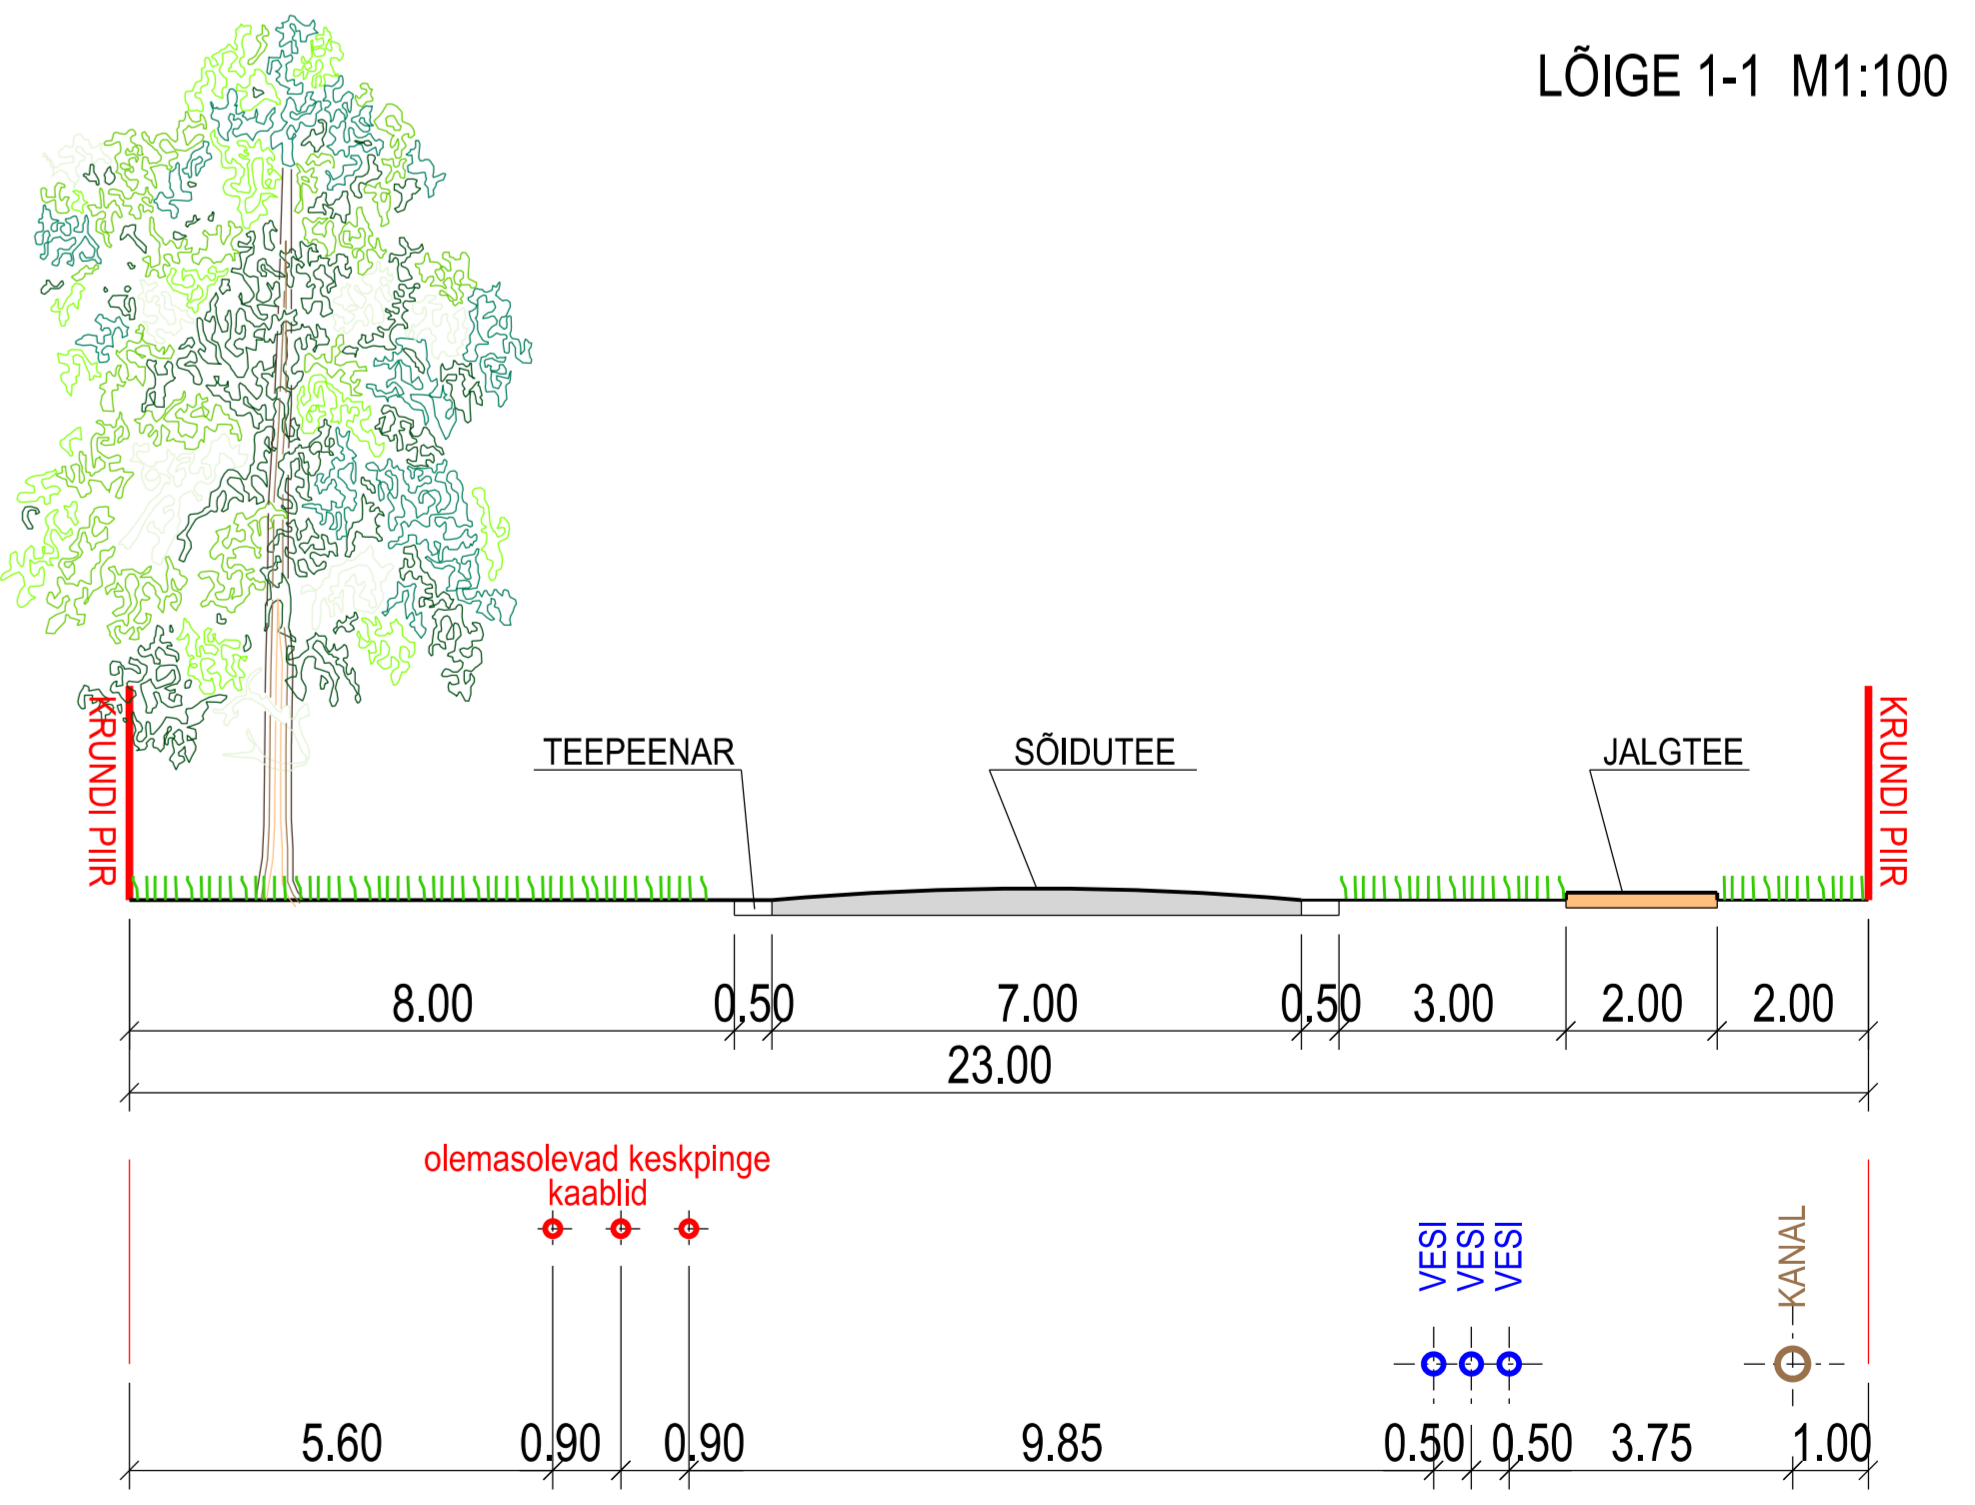 LÕIGE 1-1 M1:100
KRUNDI PIIR
TEEPEENAR
SÕIDUTEE
JALGTEE
KRUNDI PIIR
8.00 0.50 7.00 0.50 3.00 2.00 2.00
23.00
olemasolevad keskpinge
kaablid
VESI
VESI
VESI
KANAL
5.60 0.90 0.90 9.85 0.50 0.50 3.75 1.00